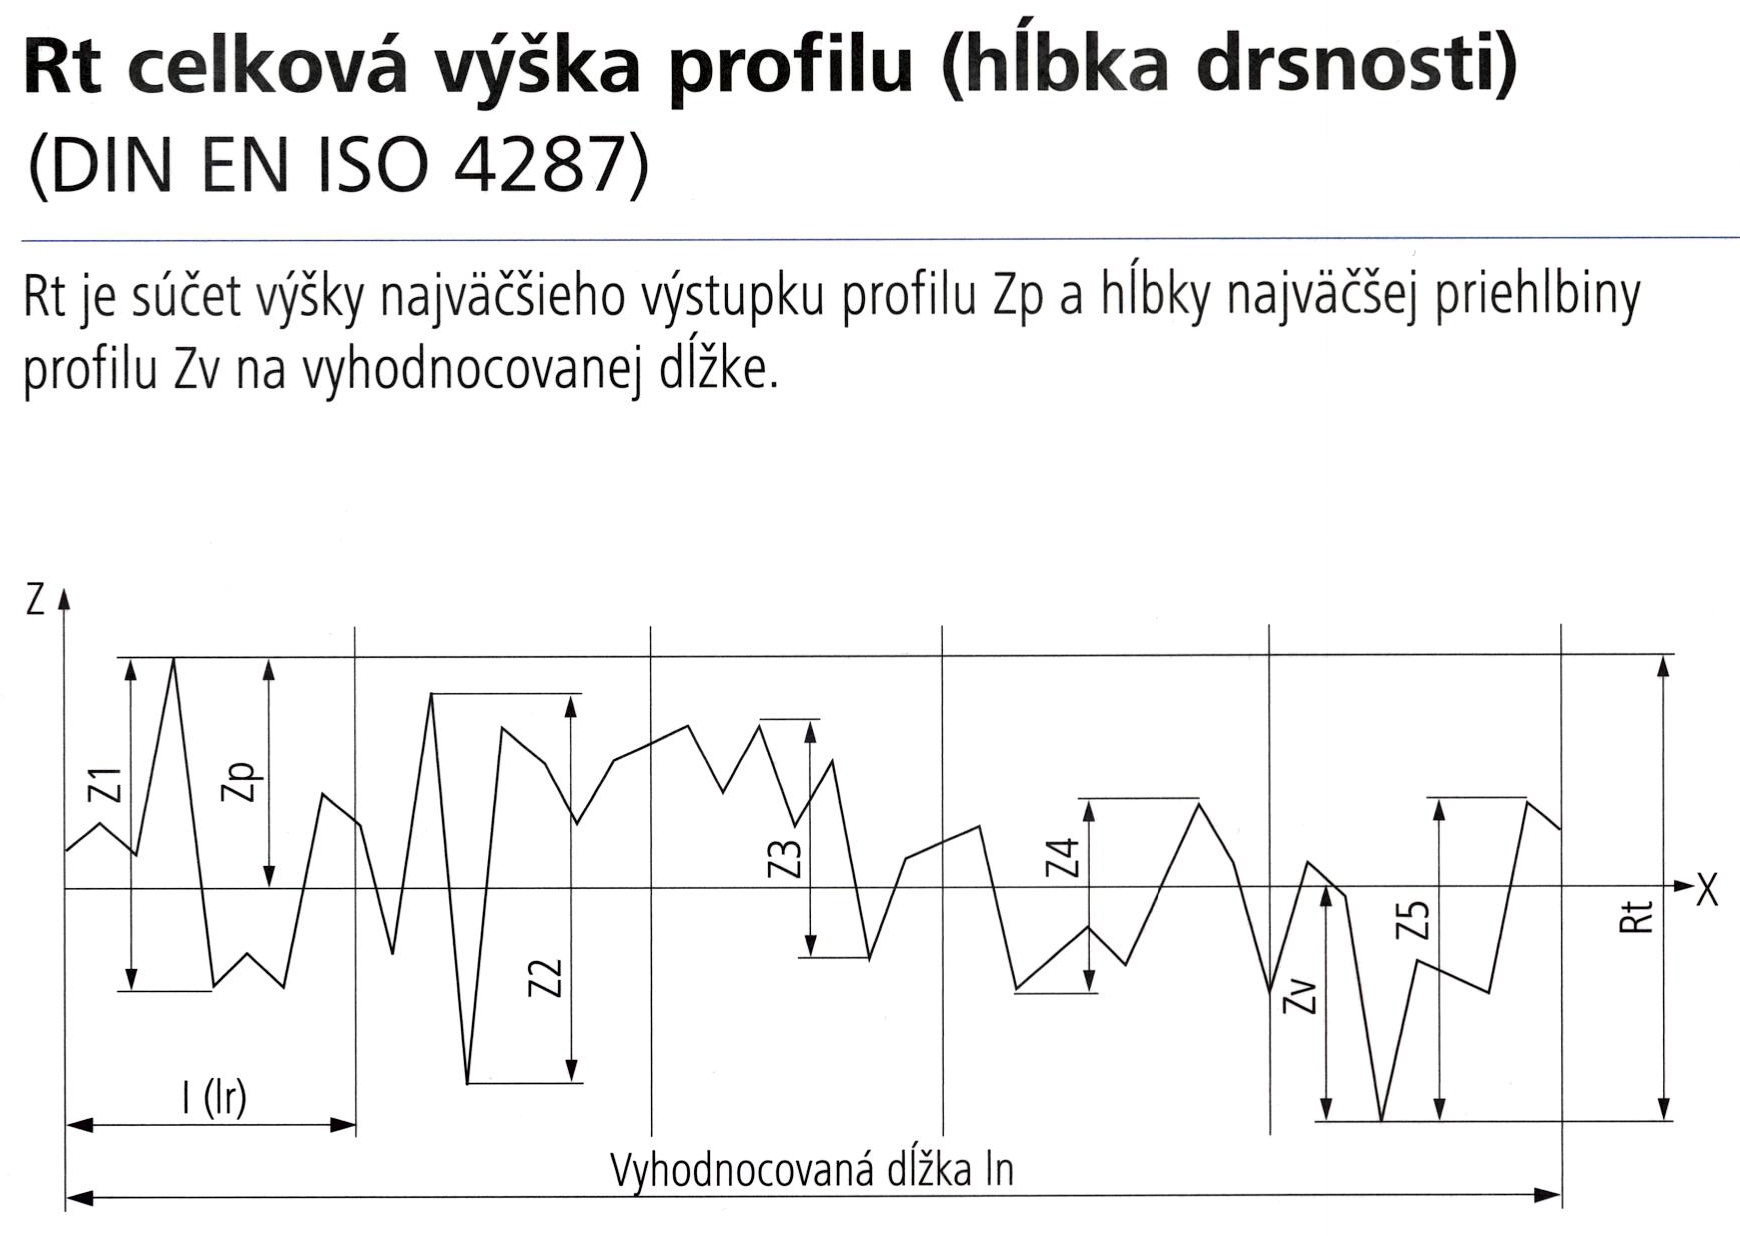 Rt celková výška profilu (hĺbka drsnosti)
(DIN EN ISO 4287)
Rt je súčet výšky najväčšieho výstupku profilu Zp a hĺbky najväčšej priehlbiny
profilu Zv na vyhodnocovanej dĺžke.
Z
Z1
Zp
Z2
Z3
Z4
Zv
Z5
Rt
X
l (lr)
Vyhodnocovaná dĺžka ln